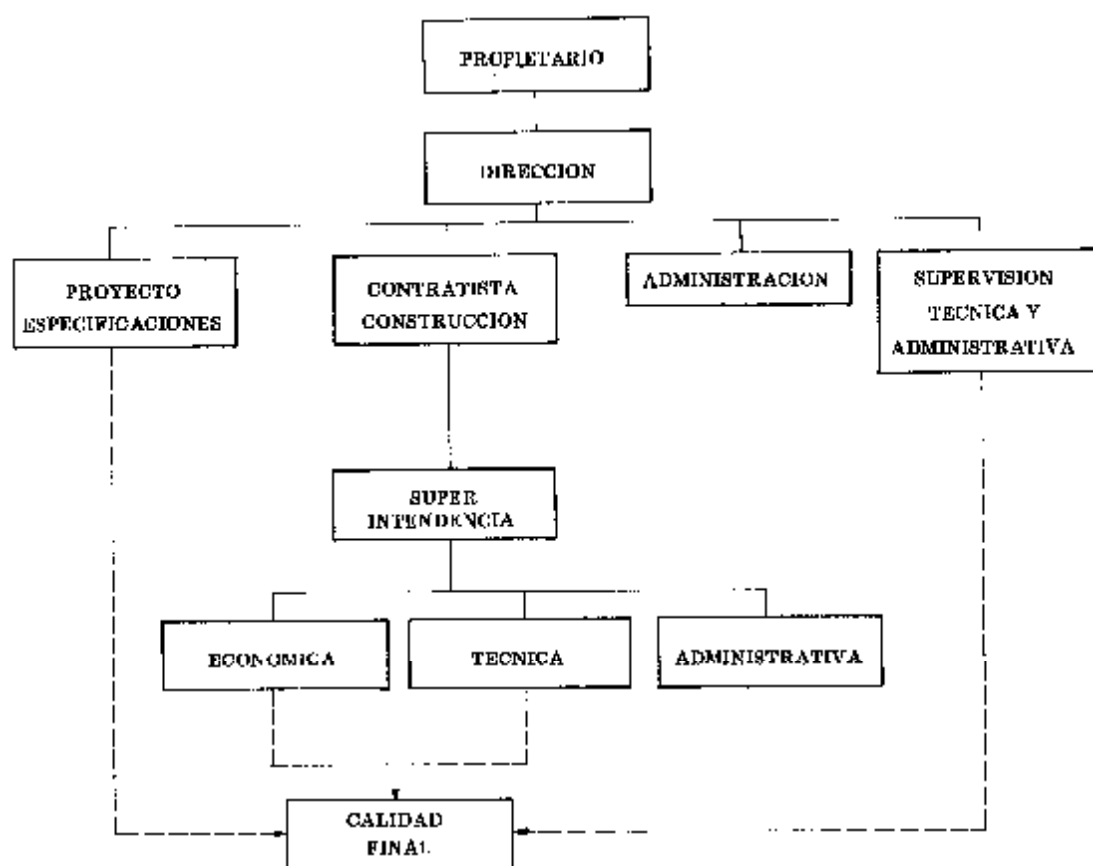 PROPIETARIO
DIRECCION
PROYECTO
ESPECIFICACIONES
CONTRATISTA
CONSTRUCCION
ADMINISTRACION
SUPERVISION
TECNICA Y
ADMINISTRATIVA
SUPER
INTENDENCIA
ECONOMICA
TECNICA
ADMINISTRATIVA
CALIDAD
FINAL